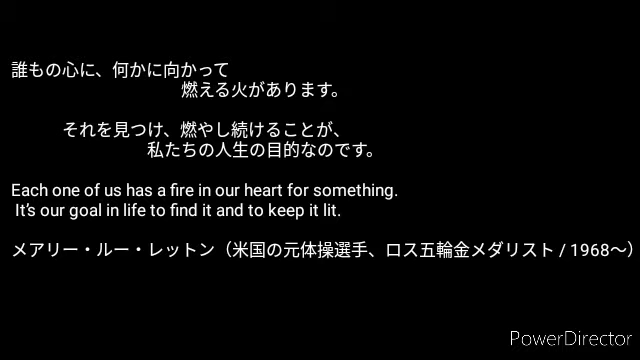 誰もの心に、何かに向かって
燃える火があります。
それを見つけ、燃やし続けることが、
私たちの人生の目的なのです。
Each one of us has a fire in our heart for something.
It's our goal in life to find it and to keep it lit.
メアリー・ルー・レットン（米国の元体操選手、ロス五輪金メダリスト / 1968～）
PowerDirector